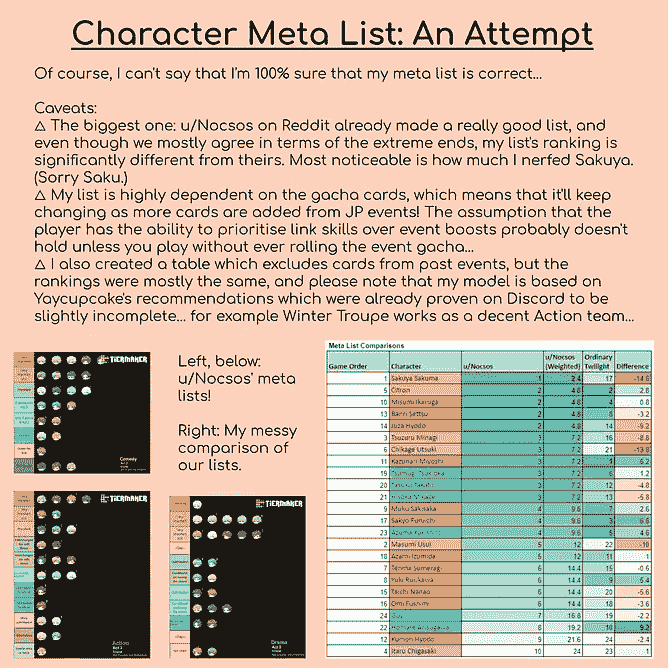 Character Meta List: An Attempt
Of course, I can't say that I'm 100% sure that my meta list is correct...
Caveats:
△ The biggest one: u/Nocsos on Reddit already made a really good list, and
even though we mostly agree in terms of the extreme ends, my list's ranking is
significantly different from theirs. Most noticeable is how much I nerfed Sakuya.
(Sorry Saku.)
△ My list is highly dependent on the gacha cards, which means that it'll keep
changing as more cards are added from JP events! The assumption that the
player has the ability to prioritise link skills over event boosts probably doesn't
hold unless you play without ever rolling the event gacha...
△ I also created a table which excludes cards from past events, but the
rankings were mostly the same, and please note that my model is based on
Yaycupcake's recommendations which were already proven on Discord to be
slightly incomplete... for example Winter Troupe works as a decent Action team...
TIERMAKER
Comedy
Left, below:
u/Nocsos' meta
lists!
Right: My messy
comparison of
our lists.
TIERMAKER
Action
TIERMAKER
Drama
Meta List Comparisons
Game Order Character u/Nocsos u/Nocsos (Weighted) Ordinary Twilight Difference
1 Sakuya Sakuma 1 2.4 17 -14.6
5 Citron 2 4.8 2 2.8
10 Misumi Ikaruga 2 4.8 4 0.8
13 Banri Settsu 2 4.8 8 -3.2
14 Juza Hyodo 2 4.8 14 -9.2
3 Tsuzuru Minagi 3 7.2 16 -8.8
6 Chikage Utsuki 3 7.2 21 -13.8
11 Kazunari Miyoshi 3 7.2 1 6.2
19 Tsumugi Tsukioka 3 7.2 6 1.2
20 3 7.2 12 -4.8
21 3 7.2 13 -5.8
9 Muku Sakisaka 4 9.6 7 2.6
17 Sakyo Furuichi 4 9.6 3 6.6
23 4 9.6 5 4.6
2 Masumi Usui 5 12 22 -10
18 Azami Izumida 5 12 11 1
7 Tenma Sumeragi 6 14.4 15 -0.6
8 Yuki Rurikawa 6 14.4 9 5.4
15 Taichi Nanao 6 14.4 20 -5.6
16 Omi Fushimi 6 14.4 18 -3.6
24 Guy 7 16.8 19 -2.2
22 8 19.2 10 9.2
12 Kumon Hyodo 9 21.6 24 -2.4
4 Itaru Chigasaki 10 24 23 1